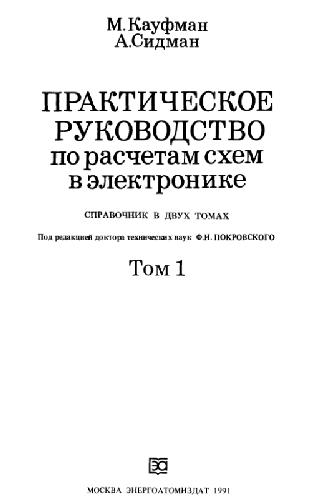 М. Кауфман
А. Сидман
ПРАКТИЧЕСКОЕ
РУКОВОДСТВО
по расчетам схем
в электронике
СПРАВОЧНИК В ДВУХ ТОМАХ
Под редакцией доктора технических наук Ф.Н. ПОКРОВСКОГО
Том 1
МОСКВА ЭНЕРГОАТОМИЗДАТ 1991